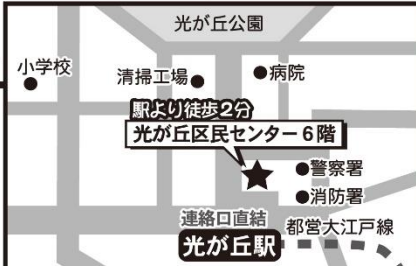 光が丘公園
小学校
清掃工場
病院
駅より徒歩2分
光が丘区民センター6階
警察署
消防署
連絡口直結
都営大江戸線
光が丘駅